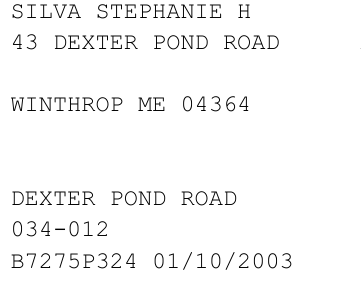 SILVA STEPHANIE H
43 DEXTER POND ROAD
WINTHROP ME 04364
DEXTER POND ROAD
034-012
B7275P324 01/10/2003